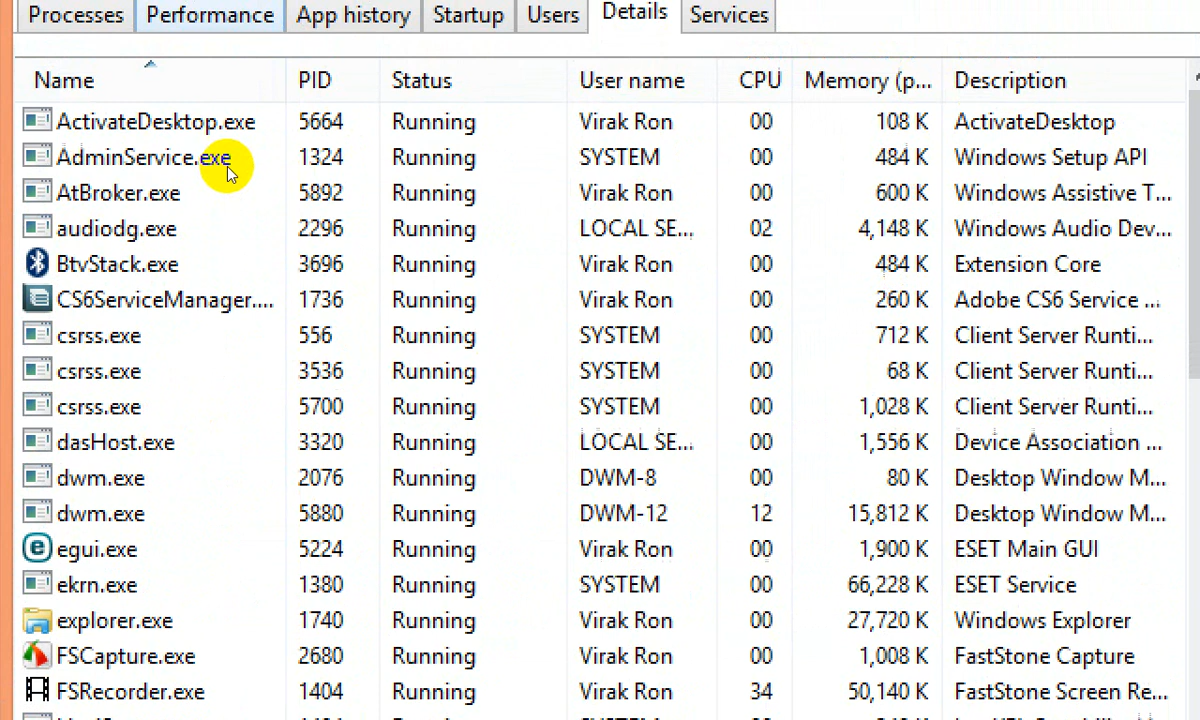 Processes Performance App history Startup Users Details Services
Name PID Status User name CPU Memory (p... Description
ActivateDesktop.exe 5664 Running Virak Ron 00 108 K ActivateDesktop
AdminService.exe 1324 Running SYSTEM 00 484 K Windows Setup API
AtBroker.exe 5892 Running Virak Ron 00 600 K Windows Assistive T...
audiodg.exe 2296 Running LOCAL SE... 02 4,148 K Windows Audio Dev...
BtvStack.exe 3696 Running Virak Ron 00 484 K Extension Core
CS6ServiceManager.... 1736 Running Virak Ron 00 260 K Adobe CS6 Service ...
csrss.exe 556 Running SYSTEM 00 712 K Client Server Runti...
csrss.exe 3536 Running SYSTEM 00 68 K Client Server Runti...
csrss.exe 5700 Running SYSTEM 00 1,028 K Client Server Runti...
dasHost.exe 3320 Running LOCAL SE... 00 1,556 K Device Association ...
dwm.exe 2076 Running DWM-8 00 80 K Desktop Window M...
dwm.exe 5880 Running DWM-12 12 15,812 K Desktop Window M...
egui.exe 5224 Running Virak Ron 00 1,900 K ESET Main GUI
ekrn.exe 1380 Running SYSTEM 00 66,228 K ESET Service
explorer.exe 1740 Running Virak Ron 00 27,720 K Windows Explorer
FSCapture.exe 2680 Running Virak Ron 00 1,008 K FastStone Capture
FSRecorder.exe 1404 Running Virak Ron 34 50,140 K FastStone Screen Re...